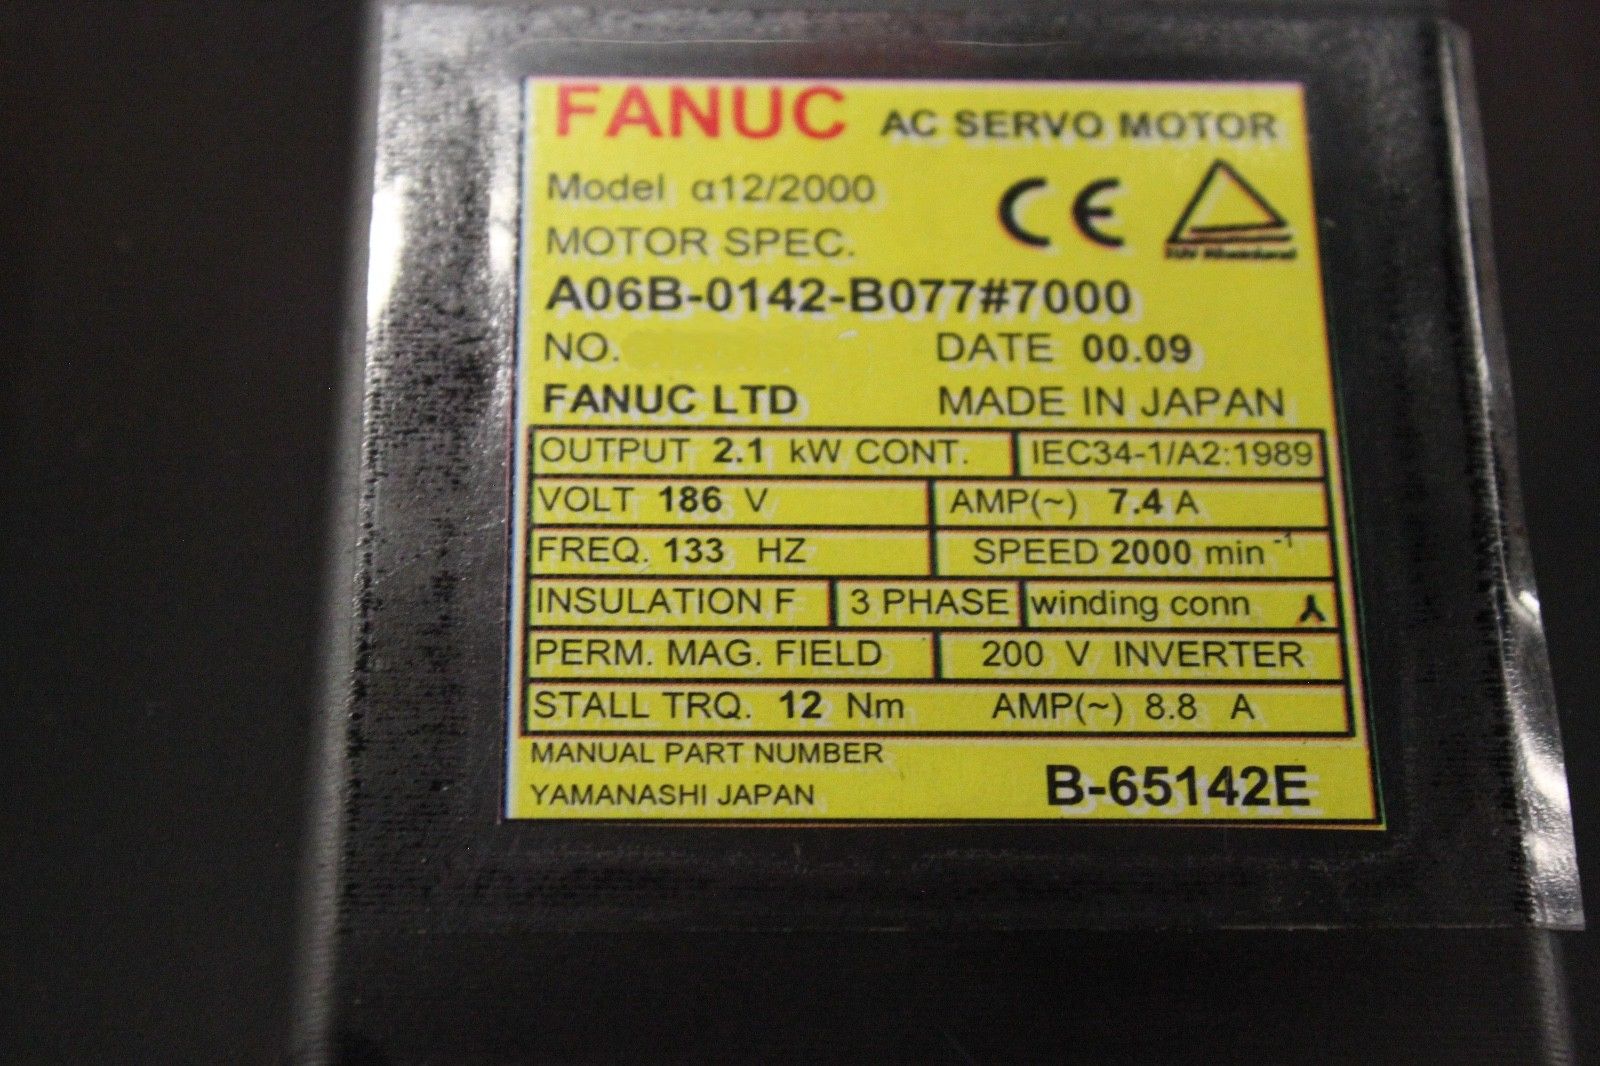 FANUC AC SERVO MOTOR
Model α12/2000
CE
MOTOR SPEC.
TÜV Rheinland
A06B-0142-B077#7000
NO. DATE 00.09
FANUC LTD MADE IN JAPAN
OUTPUT 2.1 kW CONT. IEC34-1/A2:1989
VOLT 186 V AMP(~) 7.4 A
FREQ. 133 HZ SPEED 2000 min⁻¹
INSULATION F 3 PHASE winding conn
PERM. MAG. FIELD 200 V INVERTER
STALL TRQ. 12 Nm AMP(~) 8.8 A
MANUAL PART NUMBER
YAMANASHI JAPAN B-65142E